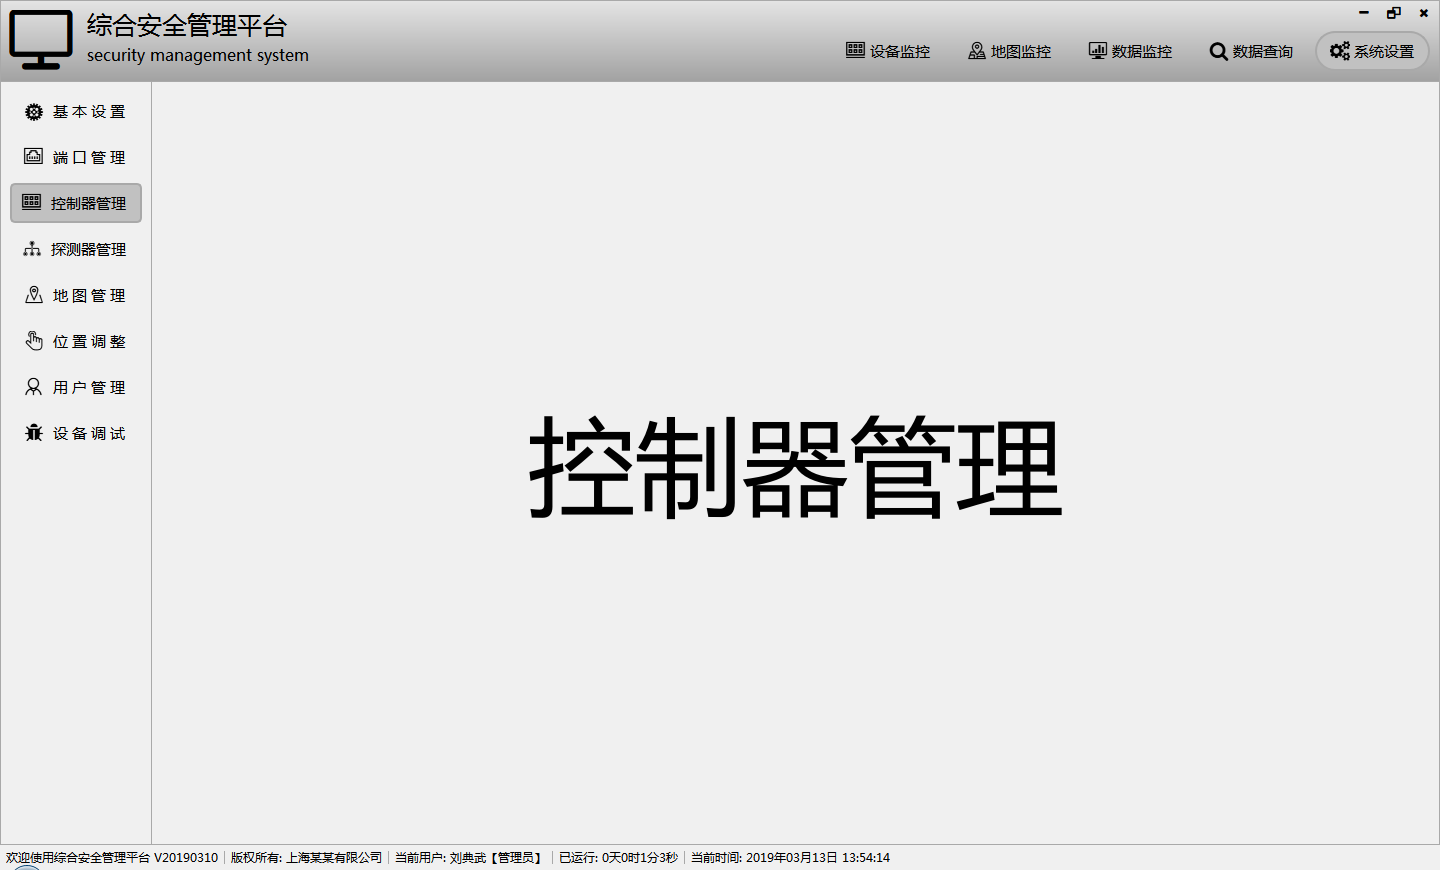 综合安全管理平台
security management system
设备监控 地图监控 数据监控 数据查询 系统设置
基本设置
端口管理
控制器管理
探测器管理
地图管理
位置调整
用户管理
设备调试
控制器管理
欢迎使用综合安全管理平台 V20190310 版权所有: 上海某某有限公司 当前用户: 刘典武【管理员】 已运行: 0天0时1分3秒 当前时间: 2019年03月13日 13:54:14